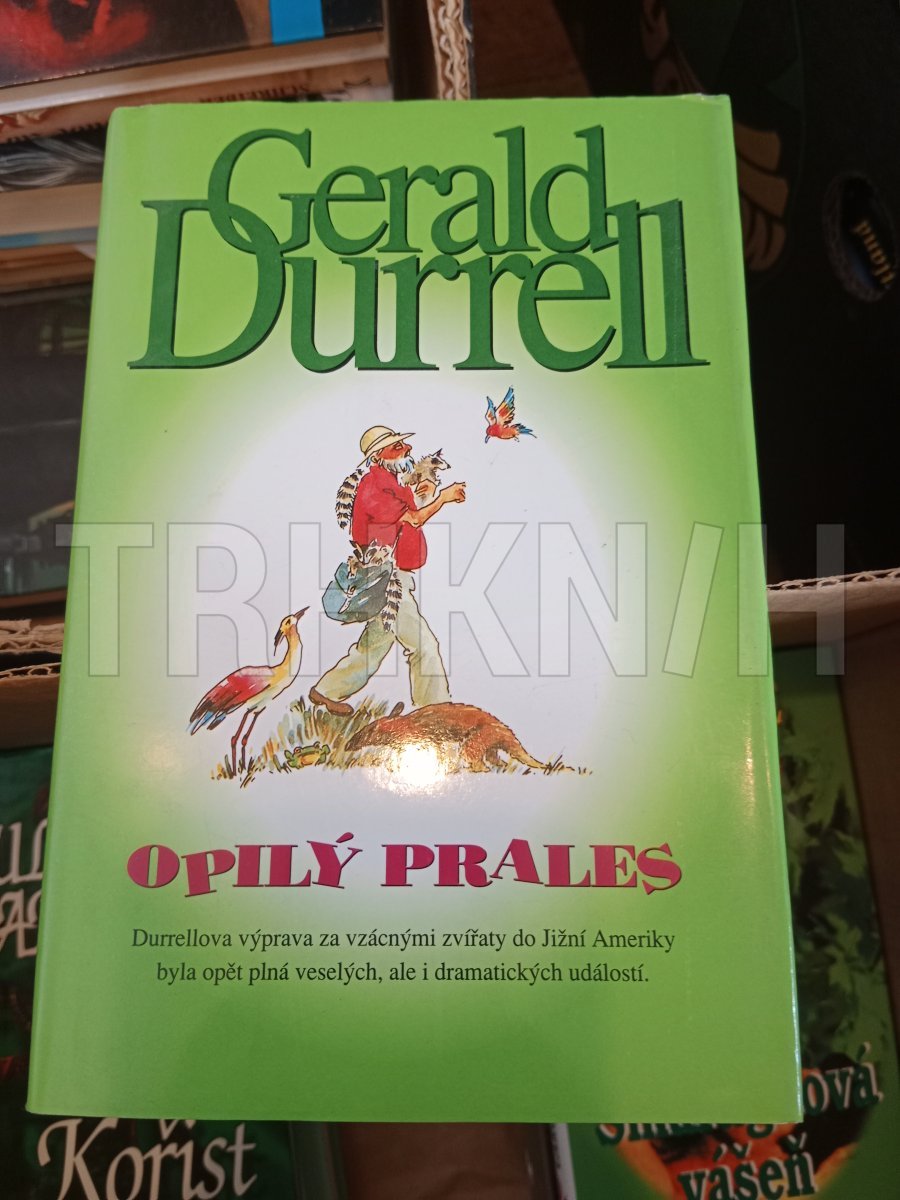 Gerald
Durrell
TRHKNIH
OPILÝ PRALES
Durrellova výprava za vzácnými zvířaty do Jižní Ameriky
byla opět plná veselých, ale i dramatických událostí.
Kořist
vášeň